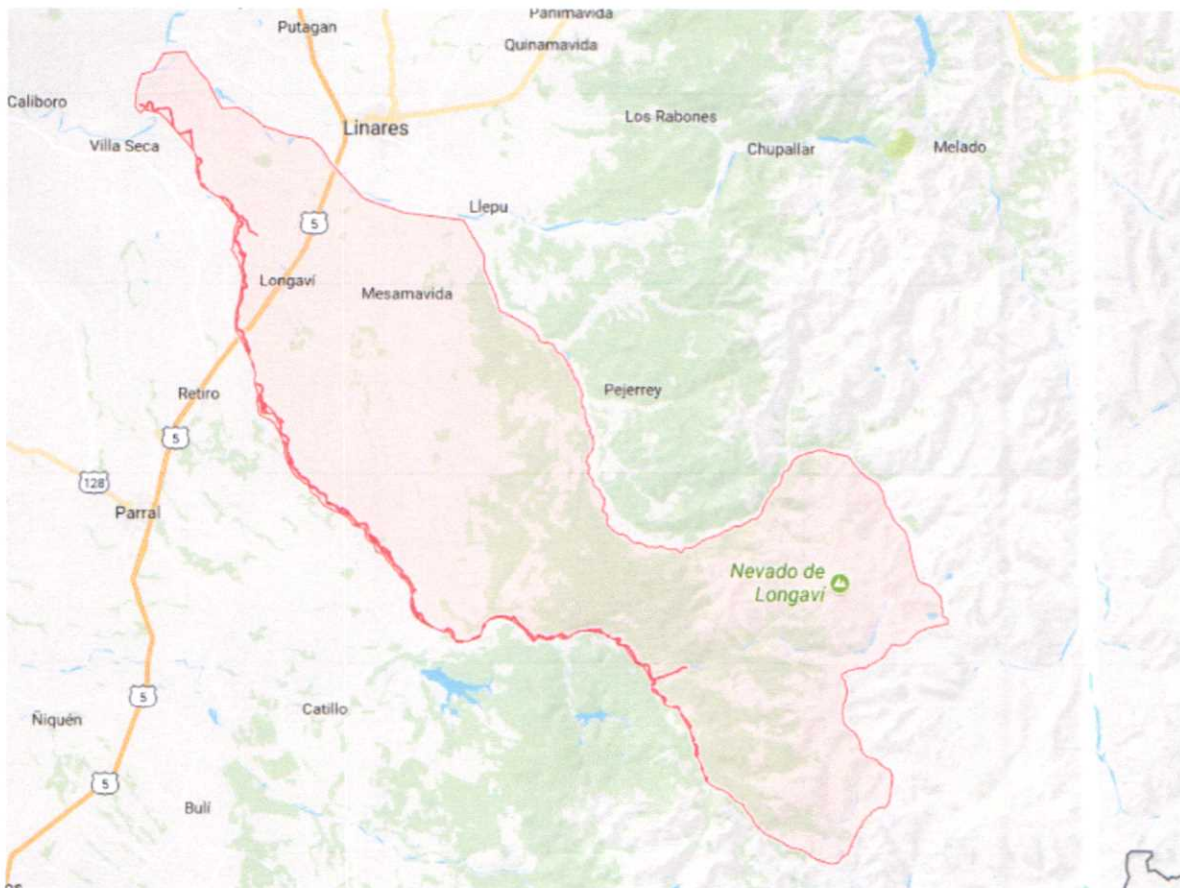 Panimavida
Putagan
Quinamavida
Caliboro
Linares
Los Rabones
Villa Seca
Chupallar
Melado
Llepu
5
Longaví
Mesamavida
Retiro
Pejerrey
5
128
Parral
Nevado de
Longaví
5
Catillo
Ñiquén
5
Bulí